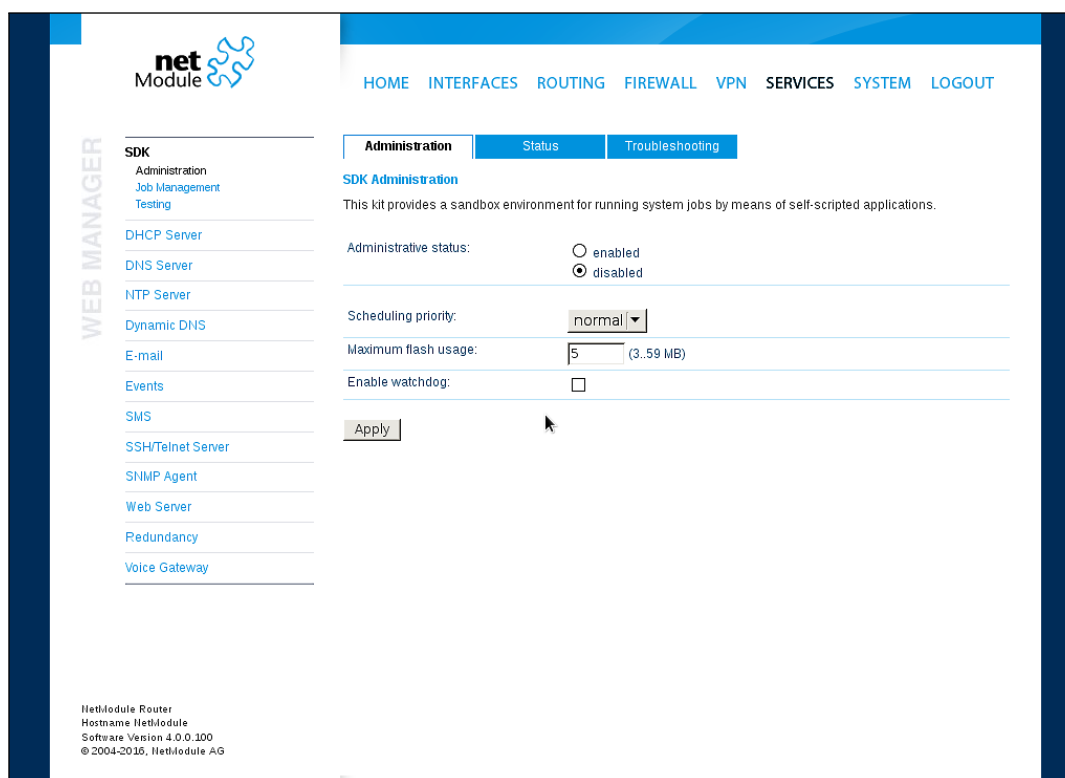 net
Module
HOME INTERFACES ROUTING FIREWALL VPN SERVICES SYSTEM LOGOUT
WEB MANAGER
SDK
Administration
Job Management
Testing
DHCP Server
DNS Server
NTP Server
Dynamic DNS
E-mail
Events
SMS
SSH/Telnet Server
SNMP Agent
Web Server
Redundancy
Voice Gateway
Administration Status Troubleshooting
SDK Administration
This kit provides a sandbox environment for running system jobs by means of self-scripted applications.
Administrative status:
enabled
disabled
Scheduling priority: normal
Maximum flash usage: 5 (3..59 MB)
Enable watchdog:
Apply
NetModule Router
Hostname NetModule
Software Version 4.0.0.100
© 2004-2016, NetModule AG